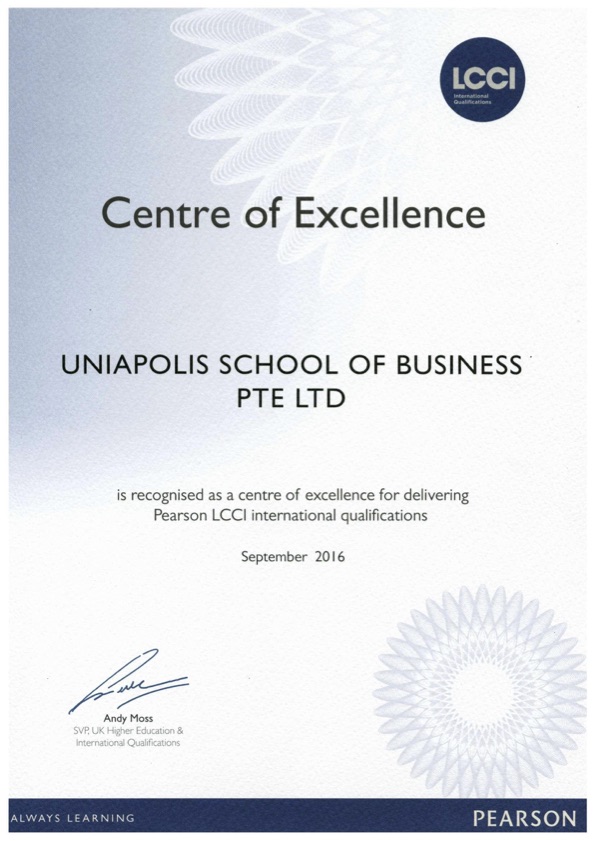 LCCI
International
Qualifications
Centre of Excellence
UNIAPOLIS SCHOOL OF BUSINESS
PTE LTD
is recognised as a centre of excellence for delivering
Pearson LCCI international qualifications
September 2016
Andy Moss
SVP, UK Higher Education &
International Qualifications
ALWAYS LEARNING
PEARSON